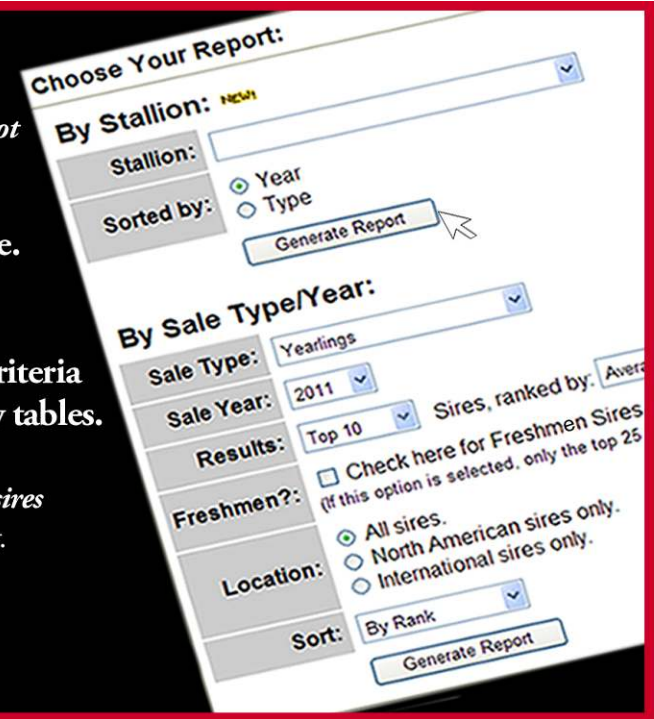 Choose Your Report:
By Stallion: NEW!
Stallion:
Sorted by:
Year
Type
Generate Report
By Sale Type/Year:
Sale Type: Yearlings
Sale Year: 2011
Results: Top 10 Sires, ranked by:
Freshmen?: Check here for Freshmen Sires
(If this option is selected, only the top 25
Location:
All sires.
North American sires only.
International sires only.
Sort: By Rank
Generate Report
ot
e.
riteria
tables.
sires